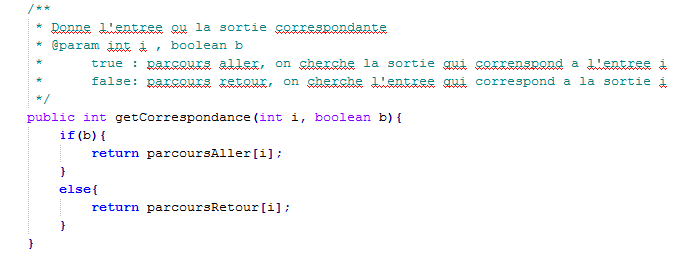 /**
 * Donne l'entree ou la sortie correspondante
 * @param int i , boolean b
 *      true : parcours aller, on cherche la sortie qui correnspond a l'entree i
 *      false: parcours retour, on cherche l'entree qui correspond a la sortie i
 */
public int getCorrespondance(int i, boolean b){
    if(b){
        return parcoursAller[i];
    }
    else{
        return parcoursRetour[i];
    }
}